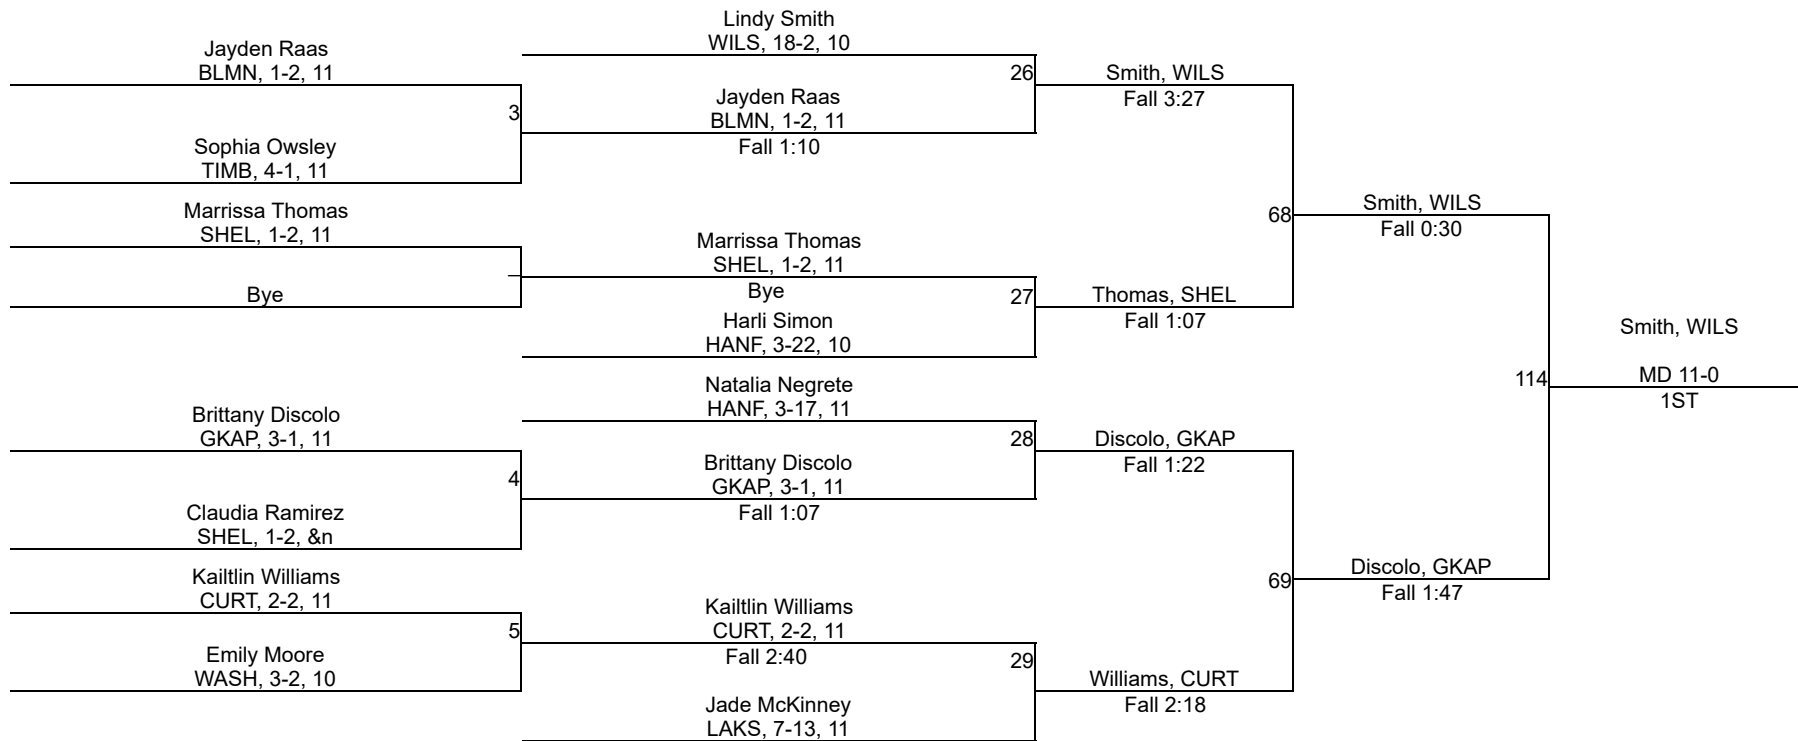 Jayden Raas
BLMN, 1-2, 11
3
Sophia Owsley
TIMB, 4-1, 11
Marrissa Thomas
SHEL, 1-2, 11
_
Bye
Brittany Discolo
GKAP, 3-1, 11
4
Claudia Ramirez
SHEL, 1-2, &n
Kailtlin Williams
CURT, 2-2, 11
5
Emily Moore
WASH, 3-2, 10
Lindy Smith
WILS, 18-2, 10
26
Jayden Raas
BLMN, 1-2, 11
Fall 1:10
Marrissa Thomas
SHEL, 1-2, 11
Bye
27
Harli Simon
HANF, 3-22, 10
Natalia Negrete
HANF, 3-17, 11
28
Brittany Discolo
GKAP, 3-1, 11
Fall 1:07
Kailtlin Williams
CURT, 2-2, 11
Fall 2:40
29
Jade McKinney
LAKS, 7-13, 11
Smith, WILS
Fall 3:27
68
Thomas, SHEL
Fall 1:07
Discolo, GKAP
Fall 1:22
69
Williams, CURT
Fall 2:18
Smith, WILS
Fall 0:30
114
Discolo, GKAP
Fall 1:47
Smith, WILS
MD 11-0
1ST